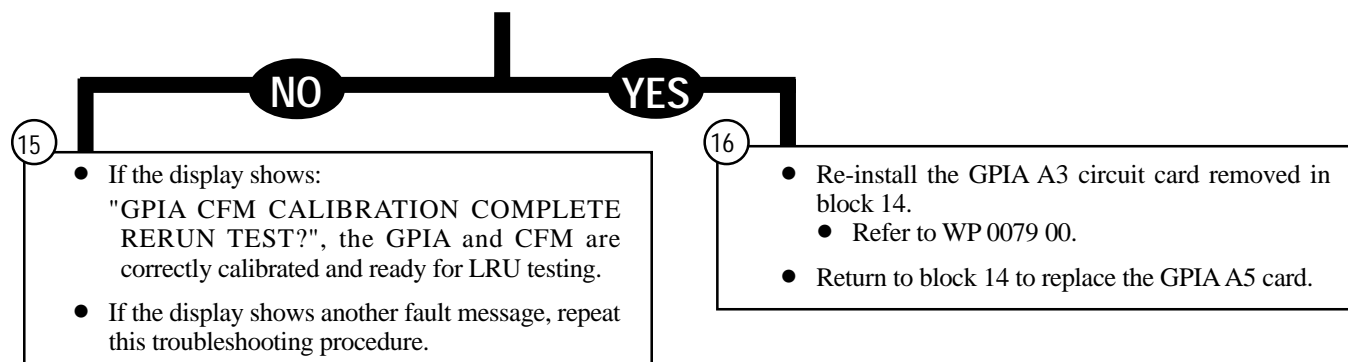 NO
YES
15
● If the display shows:
"GPIA CFM CALIBRATION COMPLETE
RERUN TEST?", the GPIA and CFM are
correctly calibrated and ready for LRU testing.
● If the display shows another fault message, repeat
this troubleshooting procedure.
16
● Re-install the GPIA A3 circuit card removed in
block 14.
● Refer to WP 0079 00.
● Return to block 14 to replace the GPIA A5 card.